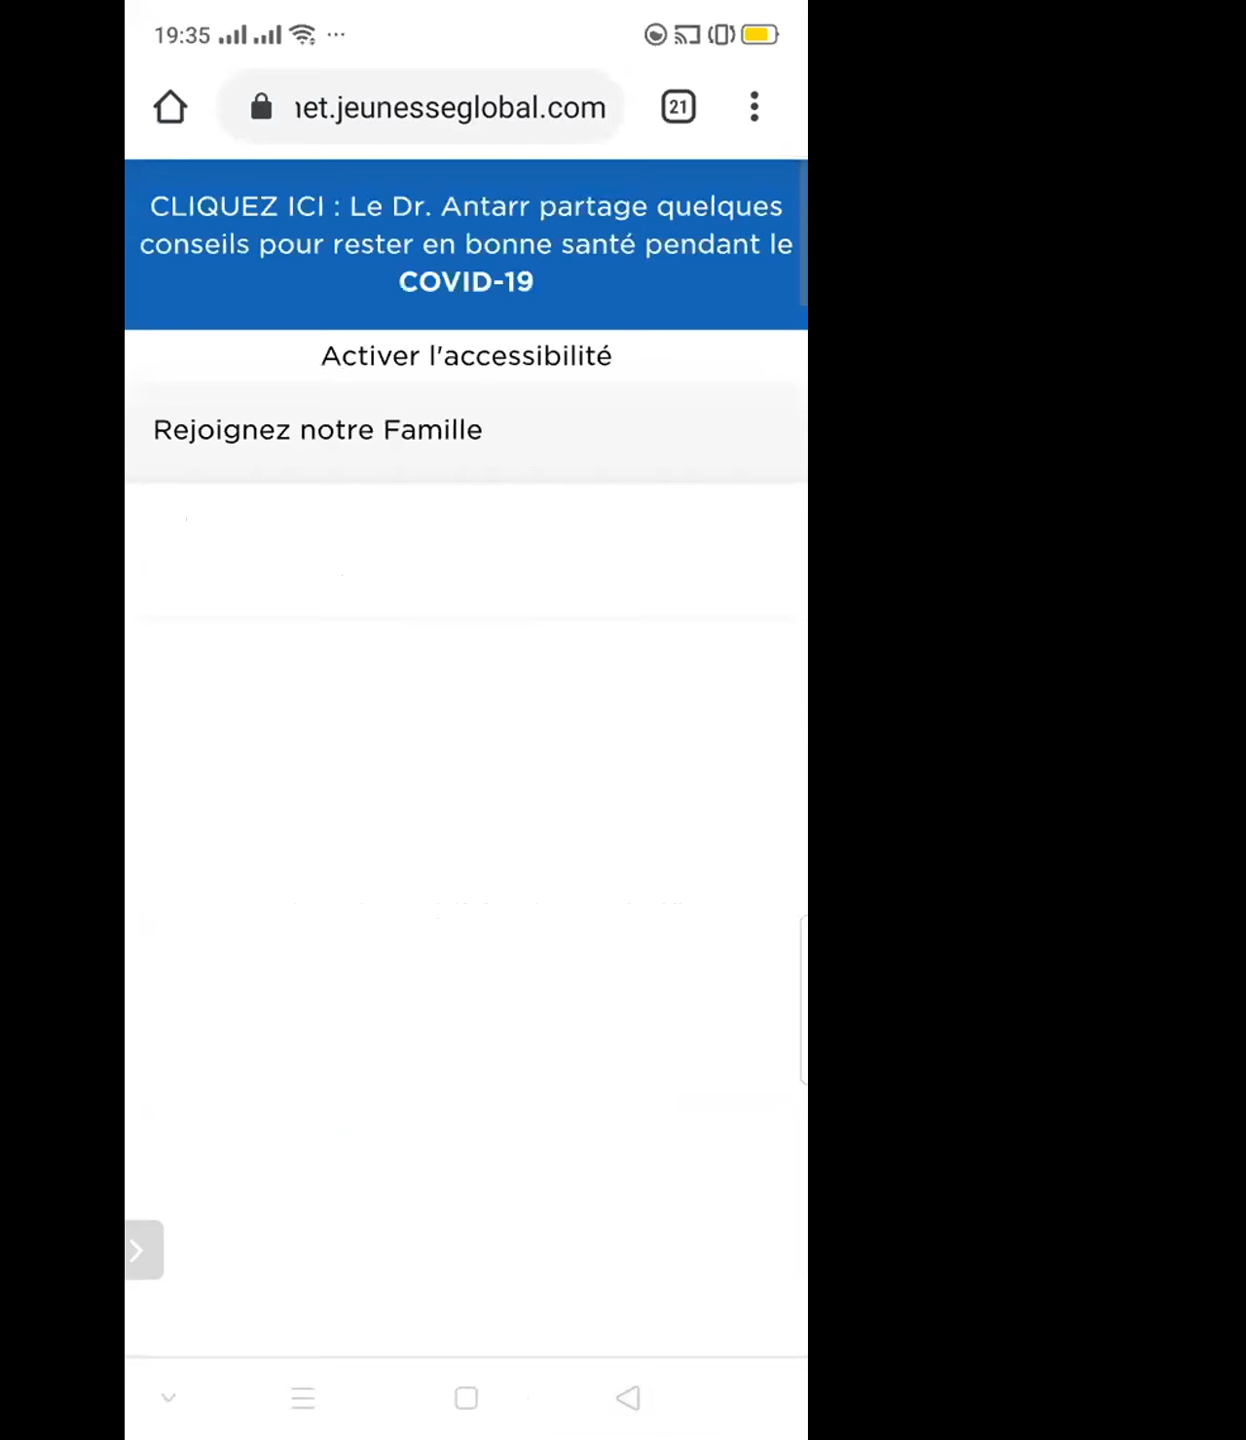 19:35
net.jeunesseglobal.com
21
CLIQUEZ ICI : Le Dr. Antarr partage quelques
conseils pour rester en bonne santé pendant le
COVID-19
Activer l'accessibilité
Rejoignez notre Famille